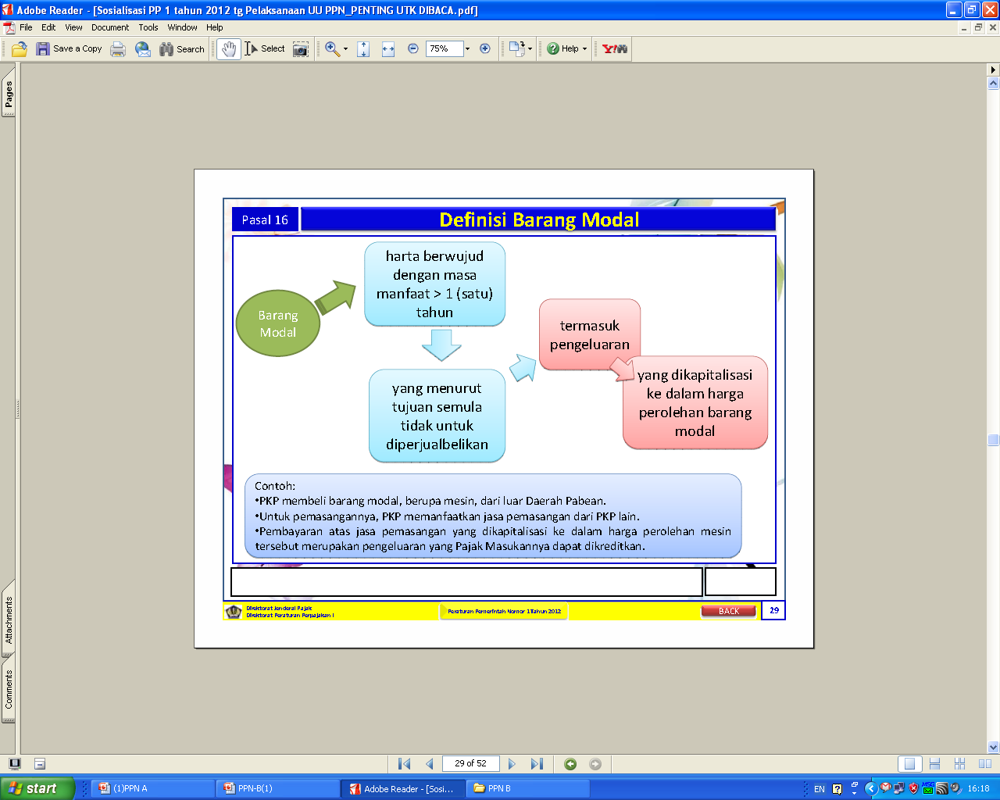 Adobe Reader - [Sosialisasi PP 1 tahun 2012 tg Pelaksanaan UU PPN_PENTING UTK DIBACA.pdf]
File Edit View Document Tools Window Help
Save a Copy Search Select 75% Help Y!
Pages
Pasal 16
Definisi Barang Modal
Barang
Modal
harta berwujud
dengan masa
manfaat > 1 (satu)
tahun
yang menurut
tujuan semula
tidak untuk
diperjualbelikan
termasuk
pengeluaran
yang dikapitalisasi
ke dalam harga
perolehan barang
modal
Contoh:
•PKP membeli barang modal, berupa mesin, dari luar Daerah Pabean.
•Untuk pemasangannya, PKP memanfaatkan jasa pemasangan dari PKP lain.
•Pembayaran atas jasa pemasangan yang dikapitalisasi ke dalam harga perolehan mesin
tersebut merupakan pengeluaran yang Pajak Masukannya dapat dikreditkan.
Direktorat Jenderal Pajak
Direktorat Peraturan Perpajakan I
Peraturan Pemerintah Nomor 1 Tahun 2012
BACK
29
Attachments
Comments
29 of 52
start (1)PPN A PPN-B(1) Adobe Reader - [Sosi... PPN B EN MSG 16:18